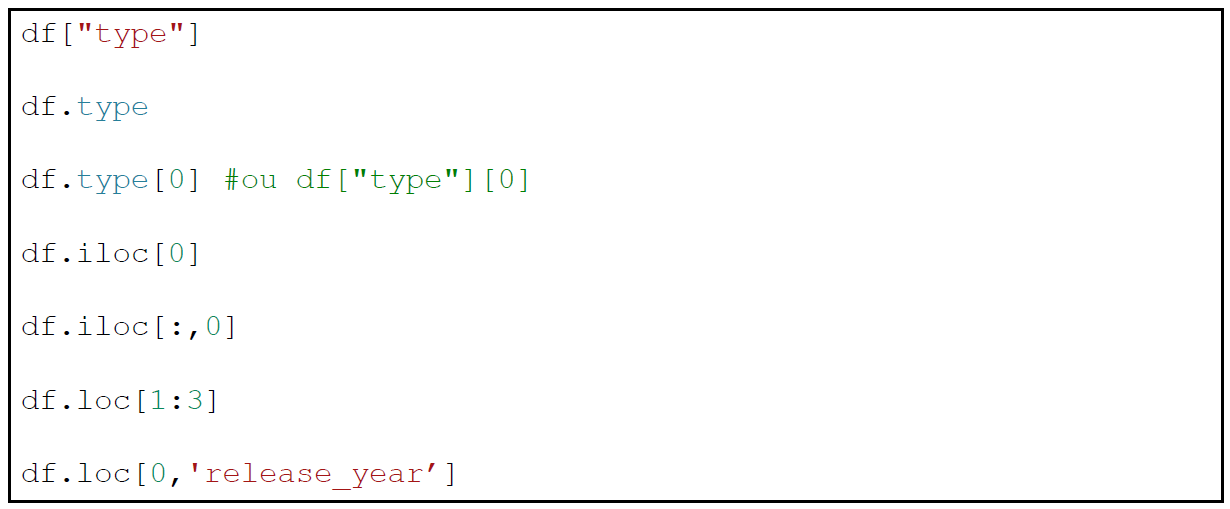 df["type"]
df.type
df.type[0] #ou df["type"][0]
df.iloc[0]
df.iloc[:,0]
df.loc[1:3]
df.loc[0,'release_year’]